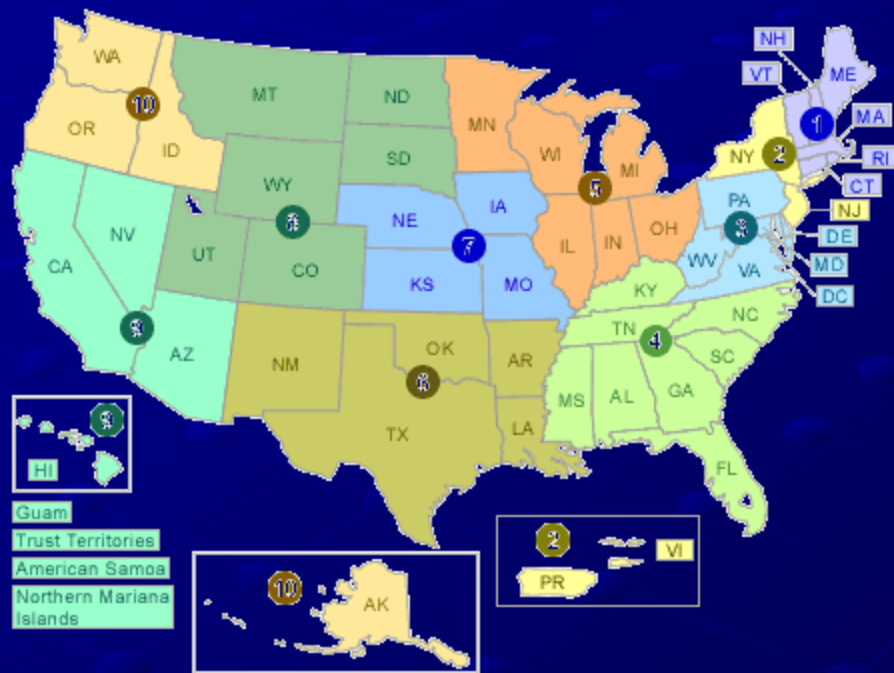 NH
WA
VT
ME
10
MT
ND
MN
1
MA
OR
ID
SD
WI
MI
NY
2
RI
WY
5
CT
NV
NE
IA
PA
NJ
8
OH
3
DE
CA
UT
CO
7
IL
IN
WV
VA
MD
KS
MO
KY
DC
9
NC
TN
4
AZ
NM
OK
AR
SC
6
MS
AL
GA
TX
LA
9
HI
FL
Guam
Trust Territories
2
VI
American Samoa
PR
10
Northern Mariana
Islands
AK